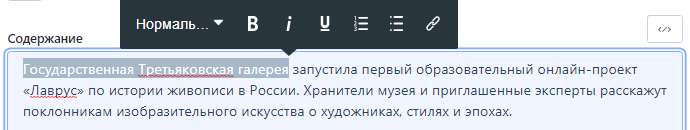 Нормаль...
B i U
Содержание
Государственная Третьяковская галерея запустила первый образовательный онлайн-проект
«Лаврус» по истории живописи в России. Хранители музея и приглашенные эксперты расскажут
поклонникам изобразительного искусства о художниках, стилях и эпохах.